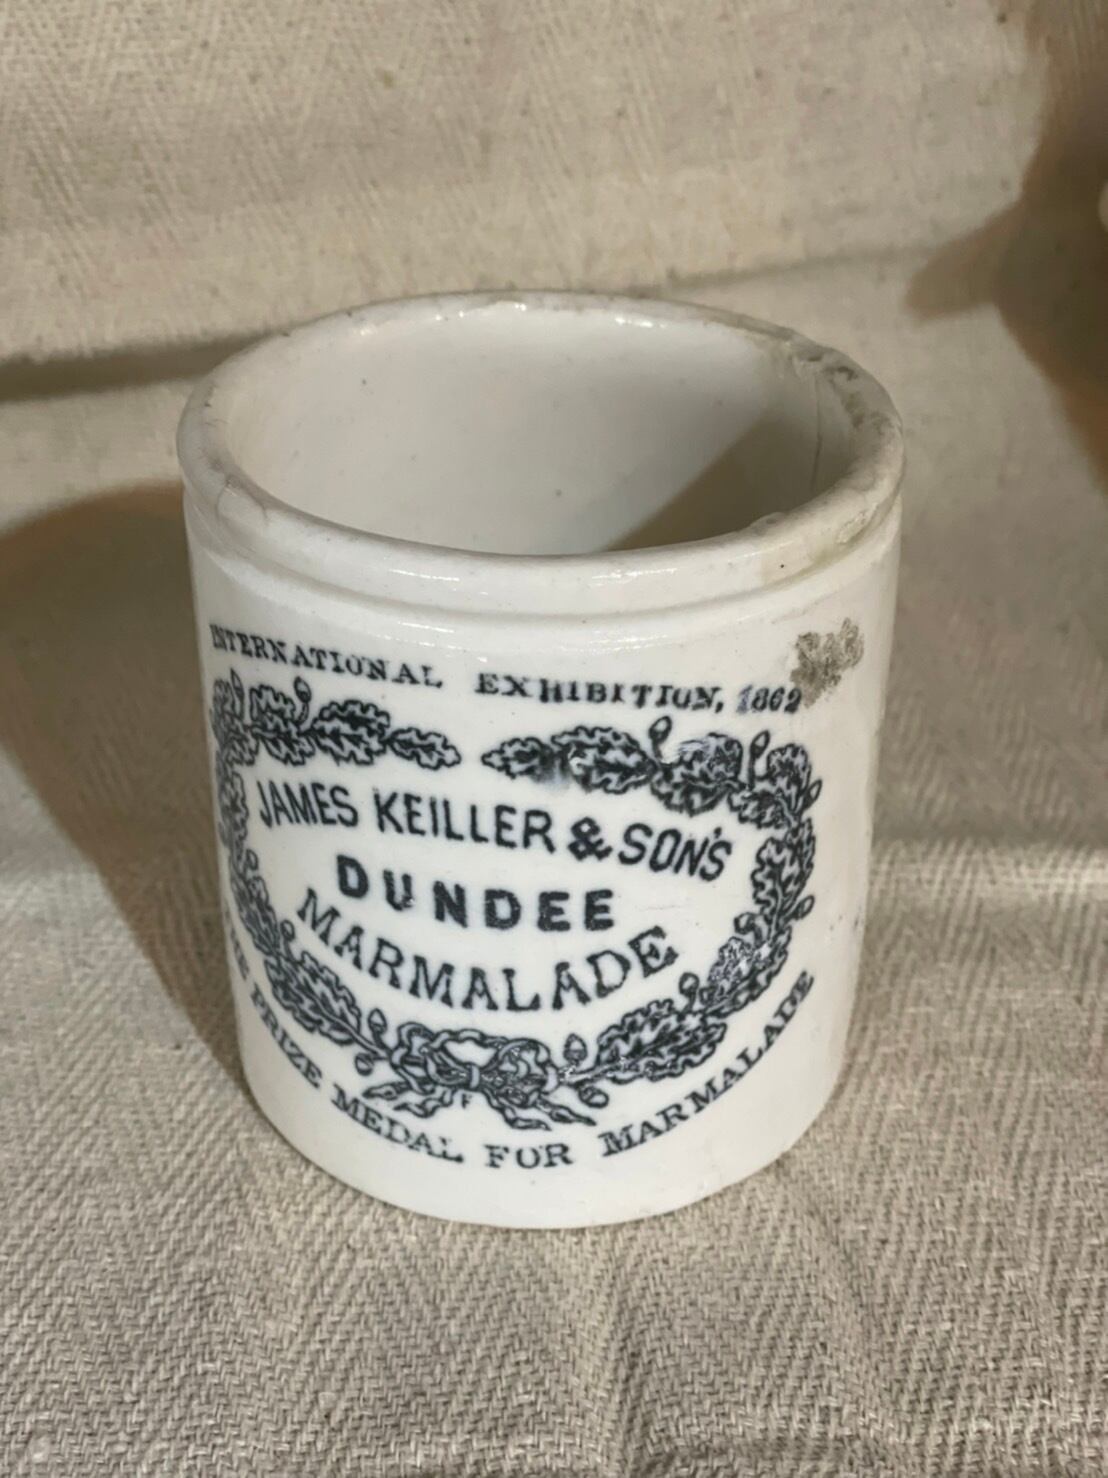 INTERNATIONAL EXHIBITION, 1862
JAMES KEILLER & SON'S
DUNDEE
MARMALADE
F
PRIZE MEDAL FOR MARMALADE